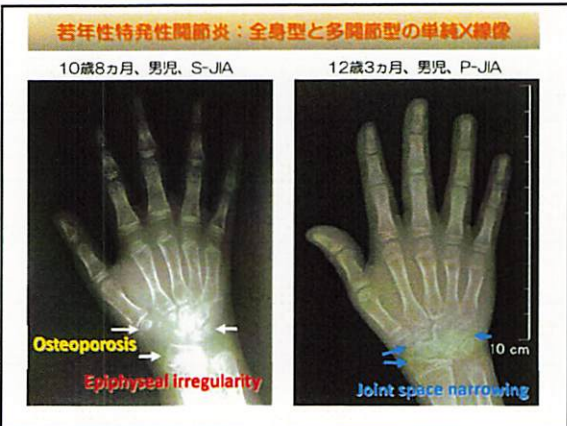 若年性特発性関節炎：全身型と多関節型の単純X線像
10歳8ヵ月、男児、S-JIA
12歳3ヵ月、男児、P-JIA
Osteoporosis
Epiphyseal irregularity
10 cm
Joint space narrowing